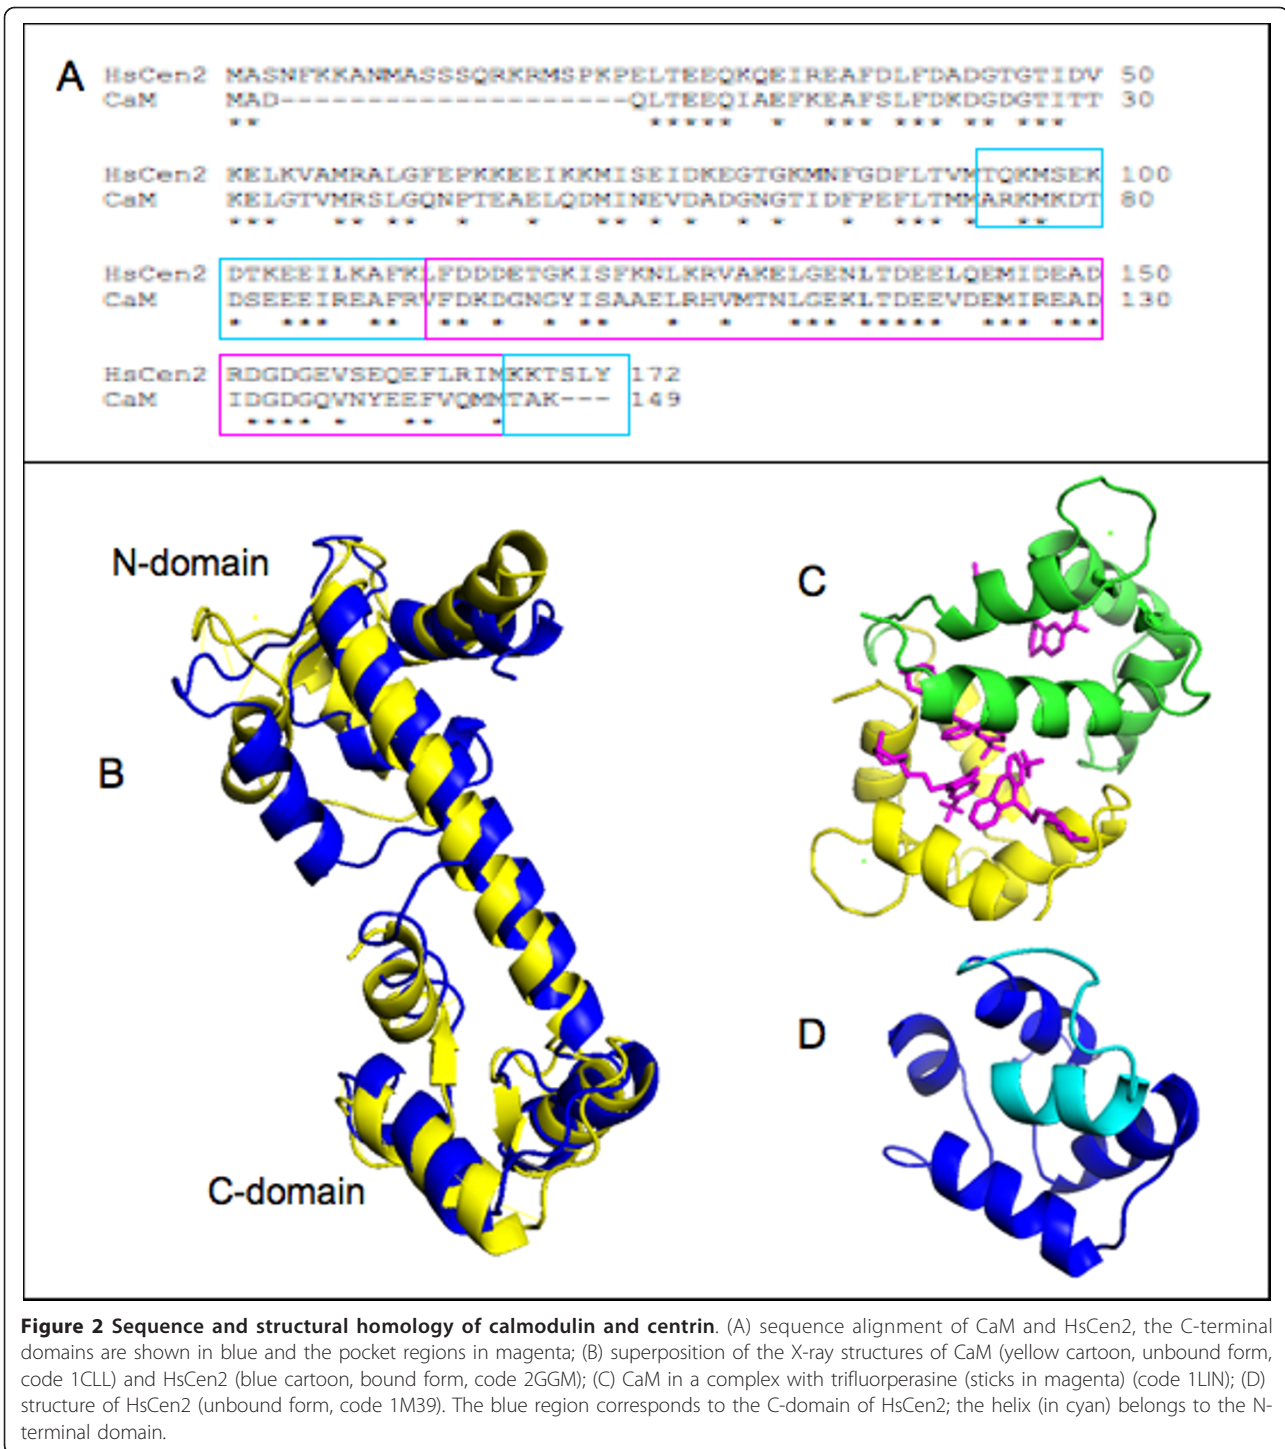 A
HsCen2 MASNFKKANMASSSQRKRMSPKPELTEEQKQEIREAFDLFDADGTGTIDV 50
CaM MAD--------------------QLTEEQIAEFKEAFSLFDKDGDGTITT 30
** ***** * *** *** ** ***
HsCen2 KELKVAMRALGFEPKKEEIKKMISEIDKEGTGKMNFGDFLTVMTQKMSEK 100
CaM KELGTVMRSLGQNPTEAELQDMINEVDADGNGTIDFPEFLTMMARKMKDT 80
*** ** ** * * ** * * * * *** * **
HsCen2 DTKEEILKAFKLFDDDETGKISFKNLKRVAKELGENLTDEELQEMIDEAD 150
CaM DSEEEIREAFRVFDKDGNGYISAAELRHVMTNLGEKLTDEEVDEMIREAD 130
* *** ** ** * * ** * * *** ***** *** ***
HsCen2 RDGDGEVSEQEFLRIMKKTSLY 172
CaM IDGDGQVNYEEFVQMMTAK--- 149
**** * ** *
N-domain
C
B
D
C-domain
Figure 2 Sequence and structural homology of calmodulin and centrin. (A) sequence alignment of CaM and HsCen2, the C-terminal
domains are shown in blue and the pocket regions in magenta; (B) superposition of the X-ray structures of CaM (yellow cartoon, unbound form,
code 1CLL) and HsCen2 (blue cartoon, bound form, code 2GGM); (C) CaM in a complex with trifluorperasine (sticks in magenta) (code 1LIN); (D)
structure of HsCen2 (unbound form, code 1M39). The blue region corresponds to the C-domain of HsCen2; the helix (in cyan) belongs to the N-
terminal domain.